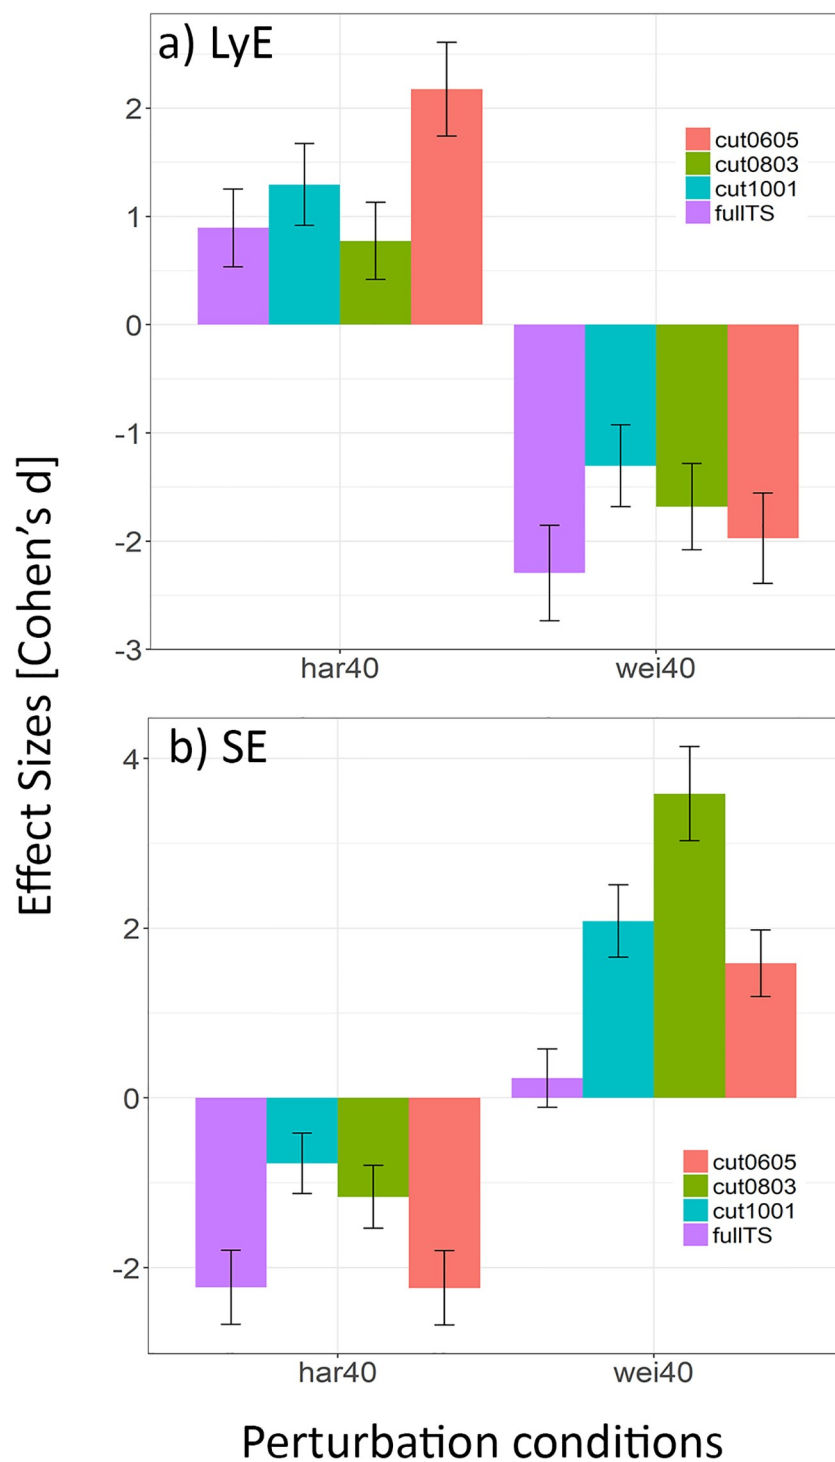 a) LyE
2
1
0
-1
-2
-3
cut0605
cut0803
cut1001
fullTS
har40
wei40
Effect Sizes [Cohen's d]
b) SE
4
2
0
-2
cut0605
cut0803
cut1001
fullTS
har40
wei40
Perturbation conditions